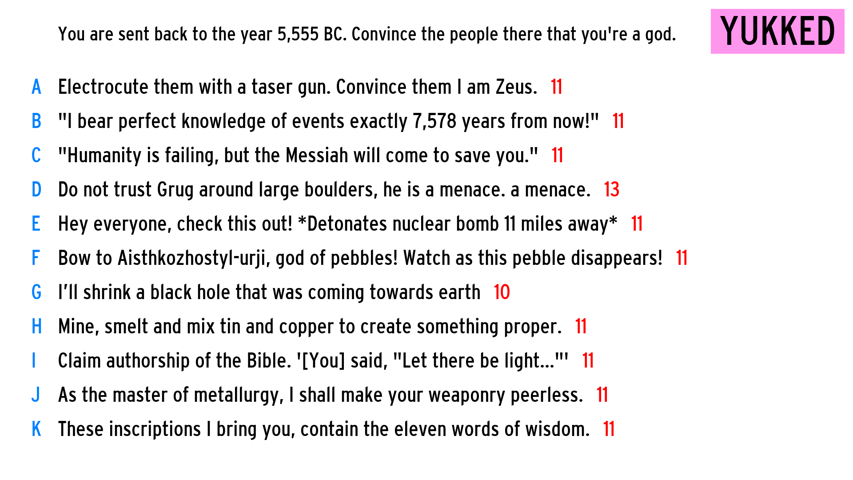 You are sent back to the year 5,555 BC. Convince the people there that you're a god.
YUKKED
A Electrocute them with a taser gun. Convince them I am Zeus. 11
B "I bear perfect knowledge of events exactly 7,578 years from now!" 11
C "Humanity is failing, but the Messiah will come to save you." 11
D Do not trust Grug around large boulders, he is a menace. a menace. 13
E Hey everyone, check this out! *Detonates nuclear bomb 11 miles away* 11
F Bow to Aisthkozhostyl-urji, god of pebbles! Watch as this pebble disappears! 11
G I’ll shrink a black hole that was coming towards earth 10
H Mine, smelt and mix tin and copper to create something proper. 11
I Claim authorship of the Bible. '[You] said, "Let there be light..."' 11
J As the master of metallurgy, I shall make your weaponry peerless. 11
K These inscriptions I bring you, contain the eleven words of wisdom. 11